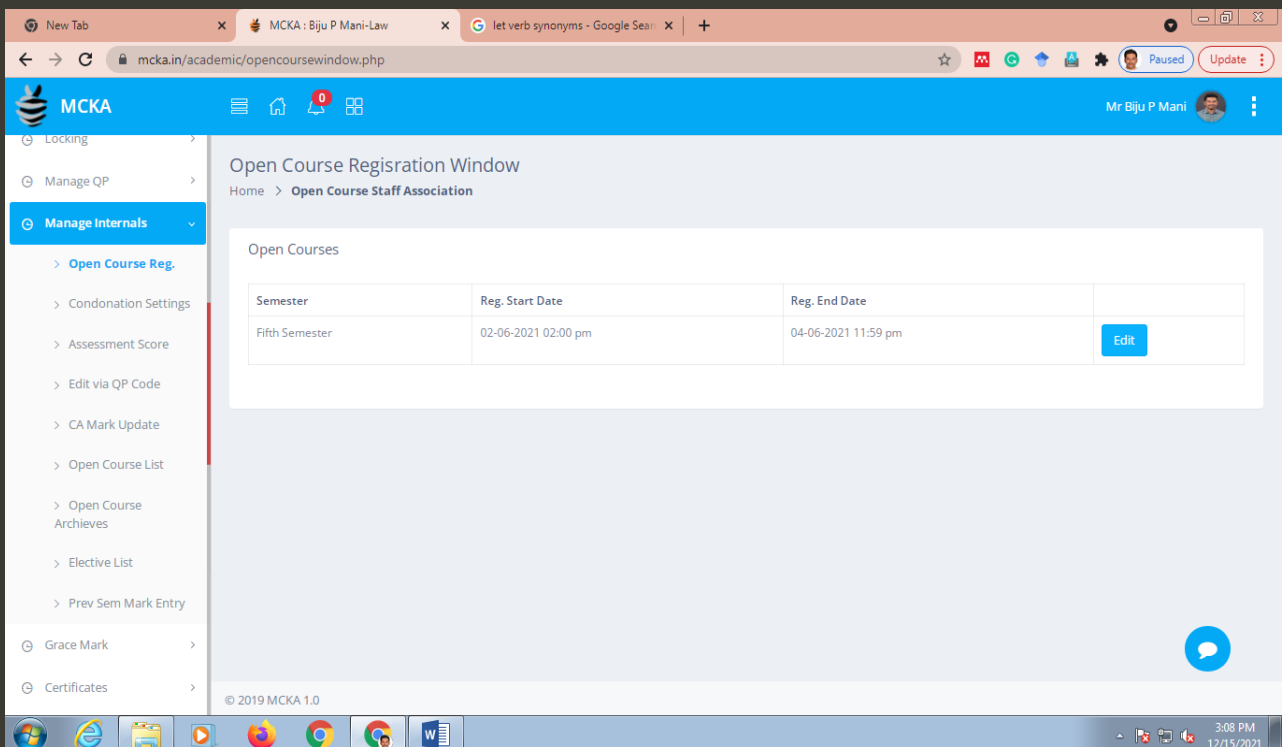 New Tab
MCKA : Biju P Mani-Law
let verb synonyms - Google Sear
mcka.in/academic/opencoursewindow.php
Paused
Update
MCKA
0
Mr Biju P Mani
Locking
Manage QP
Manage Internals
Open Course Reg.
Condonation Settings
Assessment Score
Edit via QP Code
CA Mark Update
Open Course List
Open Course
Archieves
Elective List
Prev Sem Mark Entry
Grace Mark
Certificates
Open Course Regisration Window
Home > Open Course Staff Association
Open Courses
Semester Reg. Start Date Reg. End Date
Fifth Semester 02-06-2021 02:00 pm 04-06-2021 11:59 pm Edit
© 2019 MCKA 1.0
3:08 PM
12/15/2021